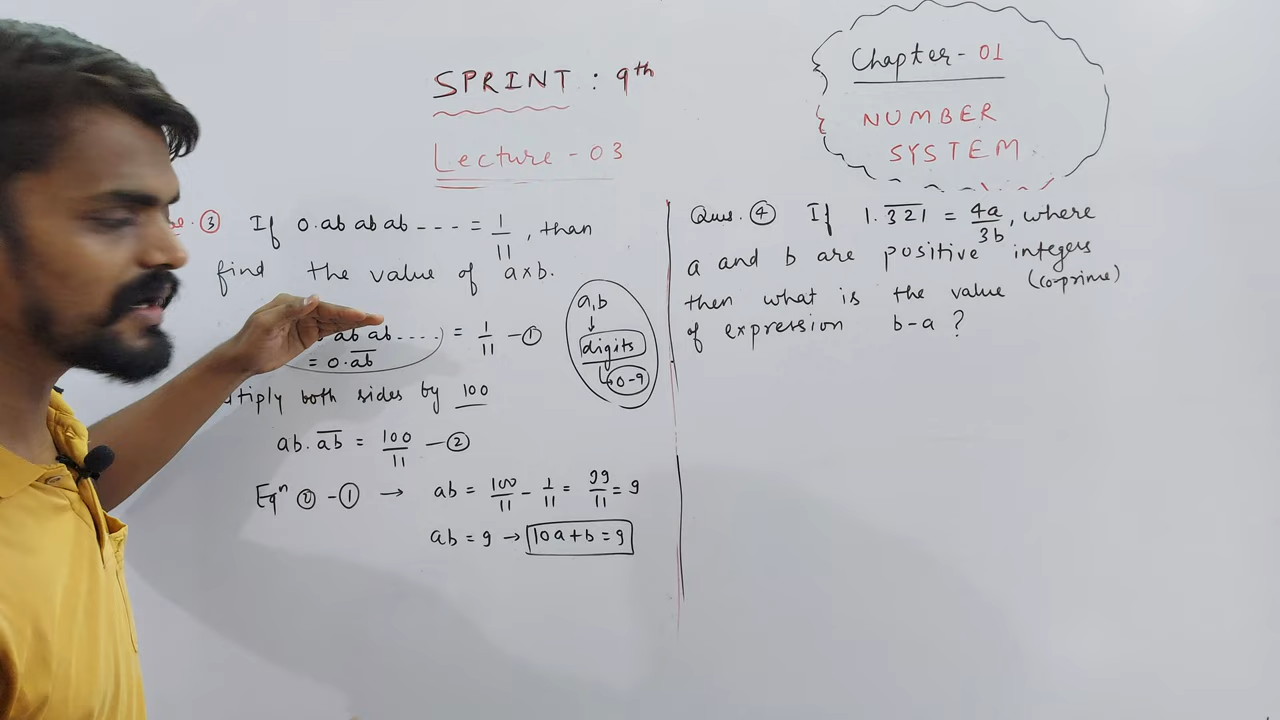 SPRINT : 9th
Lecture - 03
Chapter - 01
NUMBER
SYSTEM
③ If 0.ab ab ab --- = 1/11 , than
find the value of a×b.
ab ab.... = 1/11 — ①
= 0.\overline{ab}
both sides by 100
ab.\overline{ab} = 100/11 — ②
Eqⁿ ② - ① → ab = 100/11 - 1/11 = 99/11 = 9
ab = 9 → 10a+b = 9
a,b
↓
digits
↳ 0-9
Que. ④ If 1.\overline{321} = 4a/3b, where
a and b are positive integers
(co-prime)
then what is the value
of expression b-a ?